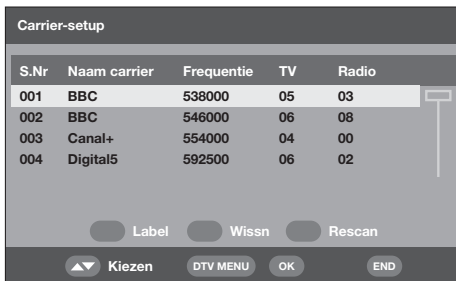 Carrier-setup
S.Nr Naam carrier Frequentie TV Radio
001 BBC 538000 05 03
002 BBC 546000 06 08
003 Canal+ 554000 04 00
004 Digital5 592500 06 02
Label Wissn Rescan
Kiezen DTV MENU OK END